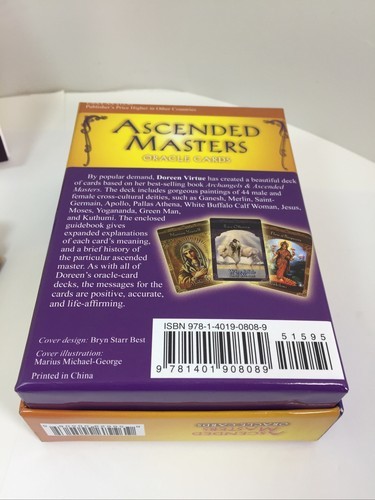 Publisher's Price Higher in Other Countries
ASCENDED
MASTERS
ORACLE CARDS
By popular demand, Doreen Virtue has created a beautiful deck
of cards based on her best-selling book Archangels & Ascended
Masters. The deck includes gorgeous paintings of 44 male and
female cross-cultural deities, such as Ganesh, Merlin, Saint-
Germain, Apollo, Pallas Athena, White Buffalo Calf Woman, Jesus,
Moses, Yogananda, Green Man,
and Kuthumi. The enclosed
guidebook gives
expanded explanations
of each card's meaning,
and a brief history of
the particular ascended
master. As with all of
Doreen's oracle-card
decks, the messages for the
cards are positive, accurate,
and life-affirming.
Cover design: Bryn Starr Best
Cover illustration:
Marius Michael-George
Printed in China
ISBN 978-1-4019-0808-9
51595
9 781401 908089
ASCENDED
MASTERS
ORACLE CARDS